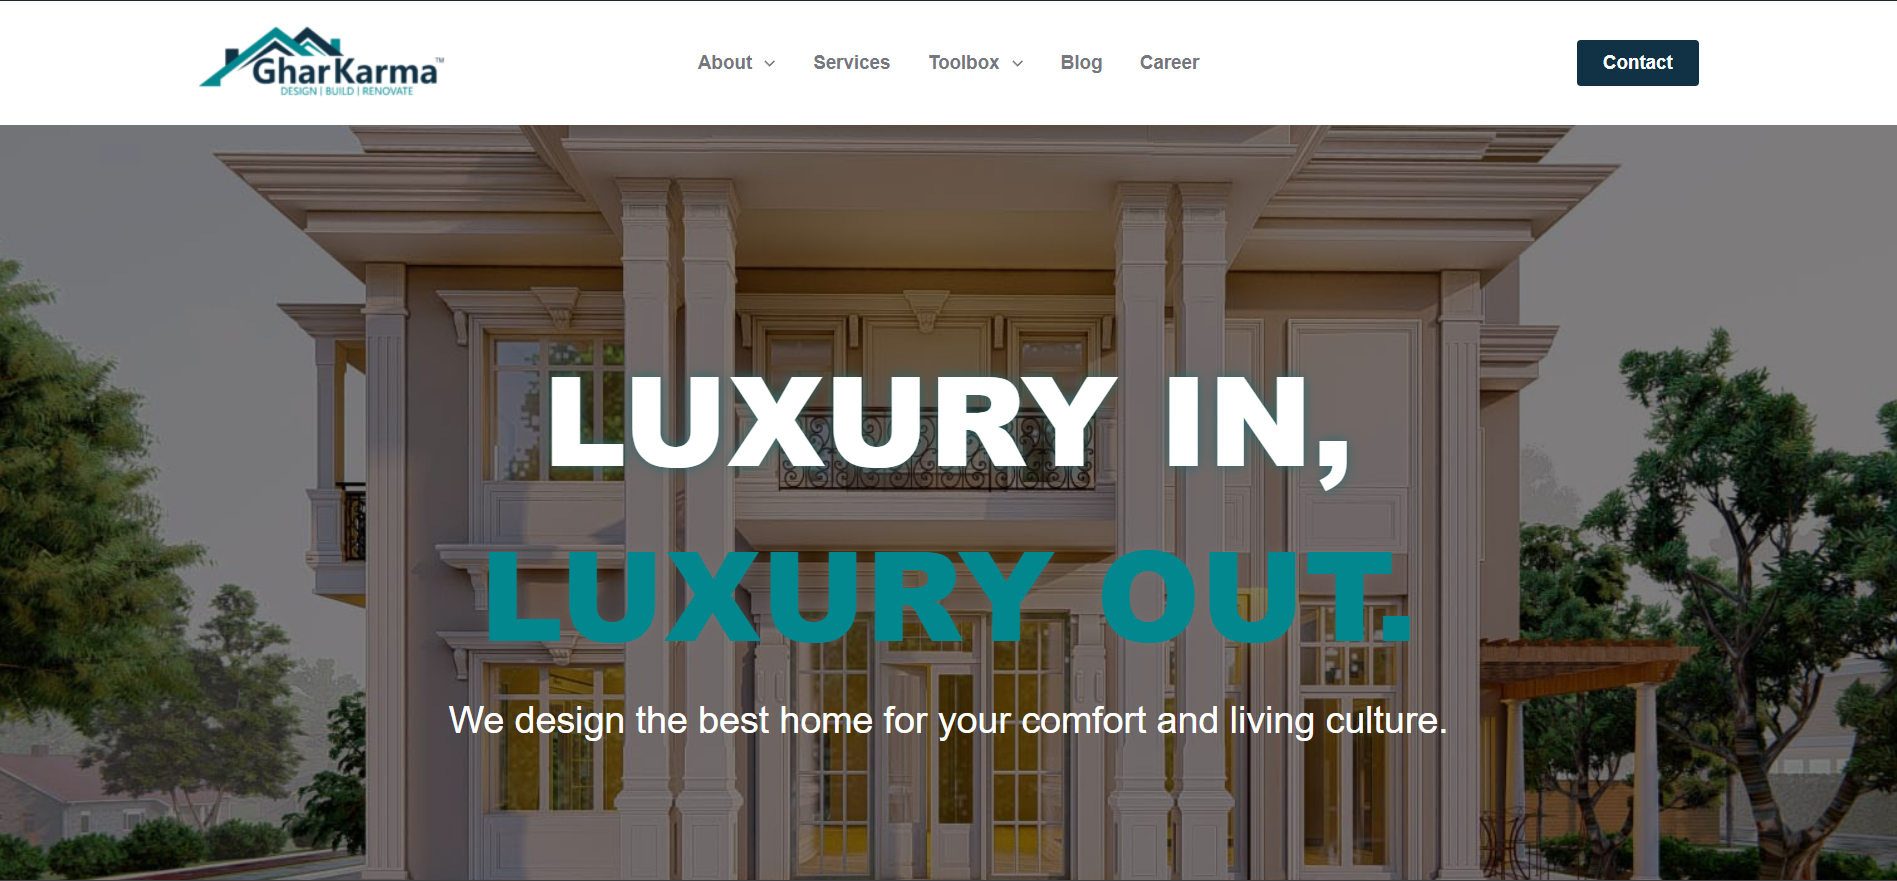 GharKarma™
DESIGN | BUILD | RENOVATE
About
Services
Toolbox
Blog
Career
Contact
LUXURY IN,
LUXURY OUT.
We design the best home for your comfort and living culture.